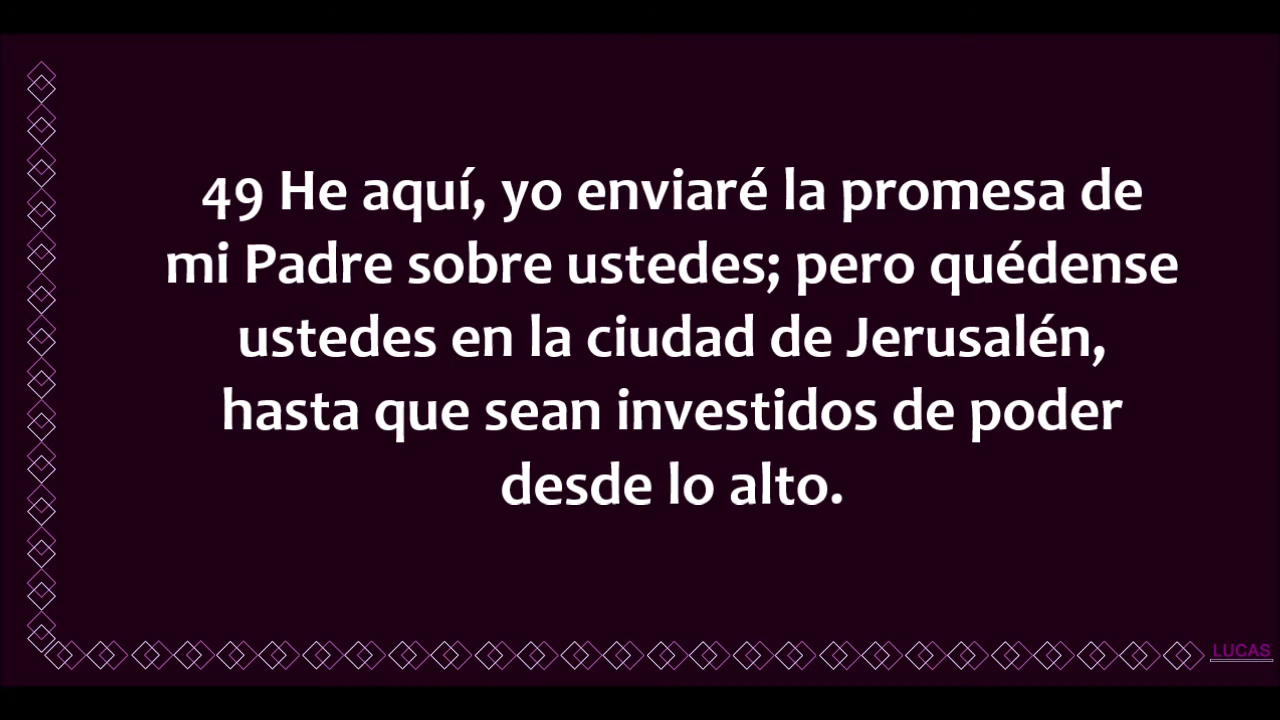 49 He aquí, yo enviaré la promesa de
mi Padre sobre ustedes; pero quédense
ustedes en la ciudad de Jerusalén,
hasta que sean investidos de poder
desde lo alto.
LUCAS